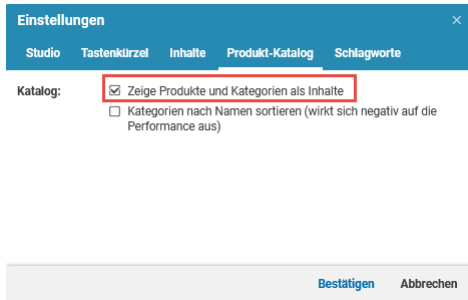 Einstellungen
Studio Tastenkürzel Inhalte Produkt-Katalog Schlagworte
Katalog: Zeige Produkte und Kategorien als Inhalte
Kategorien nach Namen sortieren (wirkt sich negativ auf die
Performance aus)
Bestätigen Abbrechen